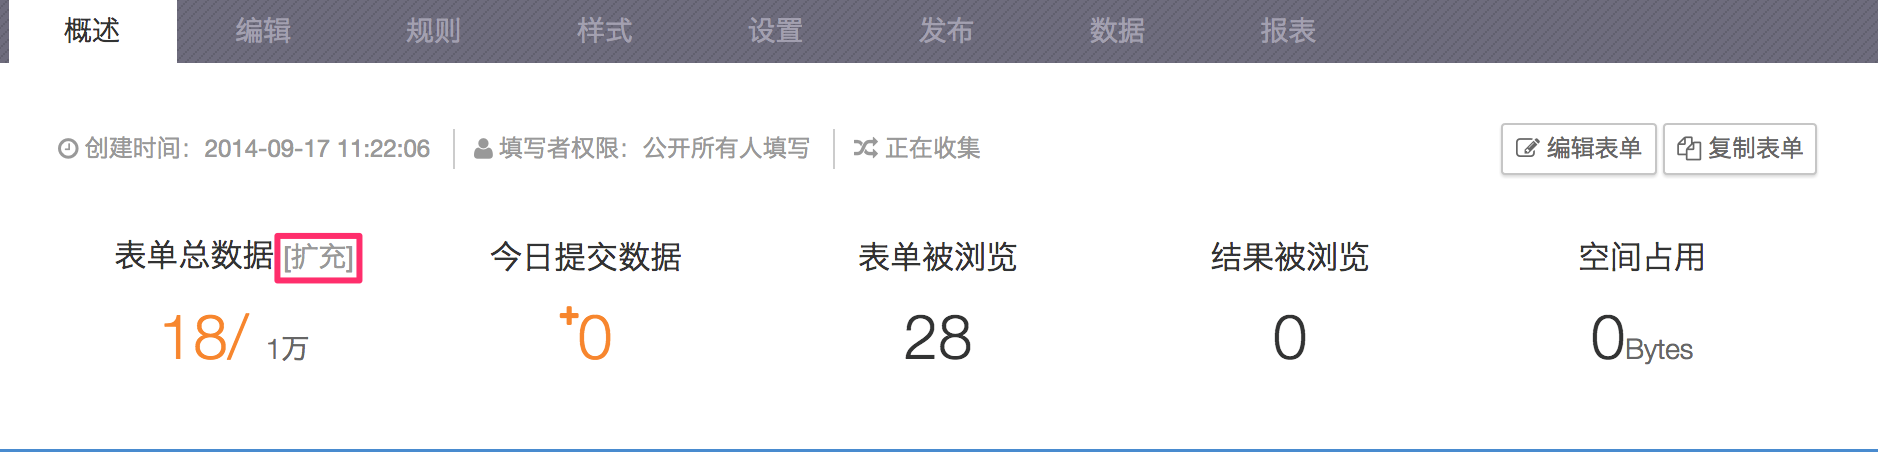 概述 编辑 规则 样式 设置 发布 数据 报表
创建时间：2014-09-17 11:22:06 填写者权限：公开所有人填写 正在收集 编辑表单 复制表单
表单总数据 [扩充] 今日提交数据 表单被浏览 结果被浏览 空间占用
18/ 1万 +0 28 0 0Bytes